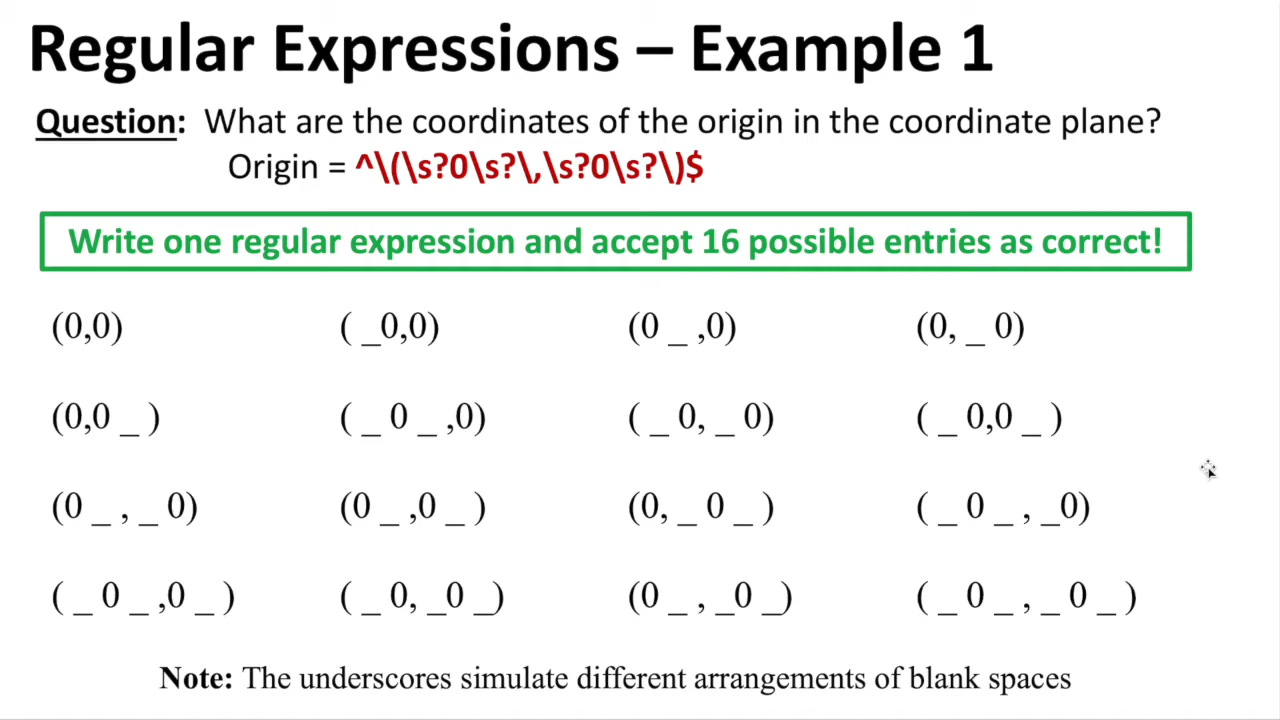 Regular Expressions – Example 1
Question: What are the coordinates of the origin in the coordinate plane?
Origin = ^\(\s?0\s?\,\s?0\s?\)$
Write one regular expression and accept 16 possible entries as correct!
(0,0) ( _0,0) (0 _ ,0) (0, _ 0)
(0,0 _ ) ( _ 0 _ ,0) ( _ 0, _ 0) ( _ 0,0 _ )
(0 _ , _ 0) (0 _ ,0 _ ) (0, _ 0 _ ) ( _ 0 _ , _0)
( _ 0 _ ,0 _ ) ( _ 0, _0 _) (0 _ , _0 _) ( _ 0 _ , _ 0 _ )
Note: The underscores simulate different arrangements of blank spaces